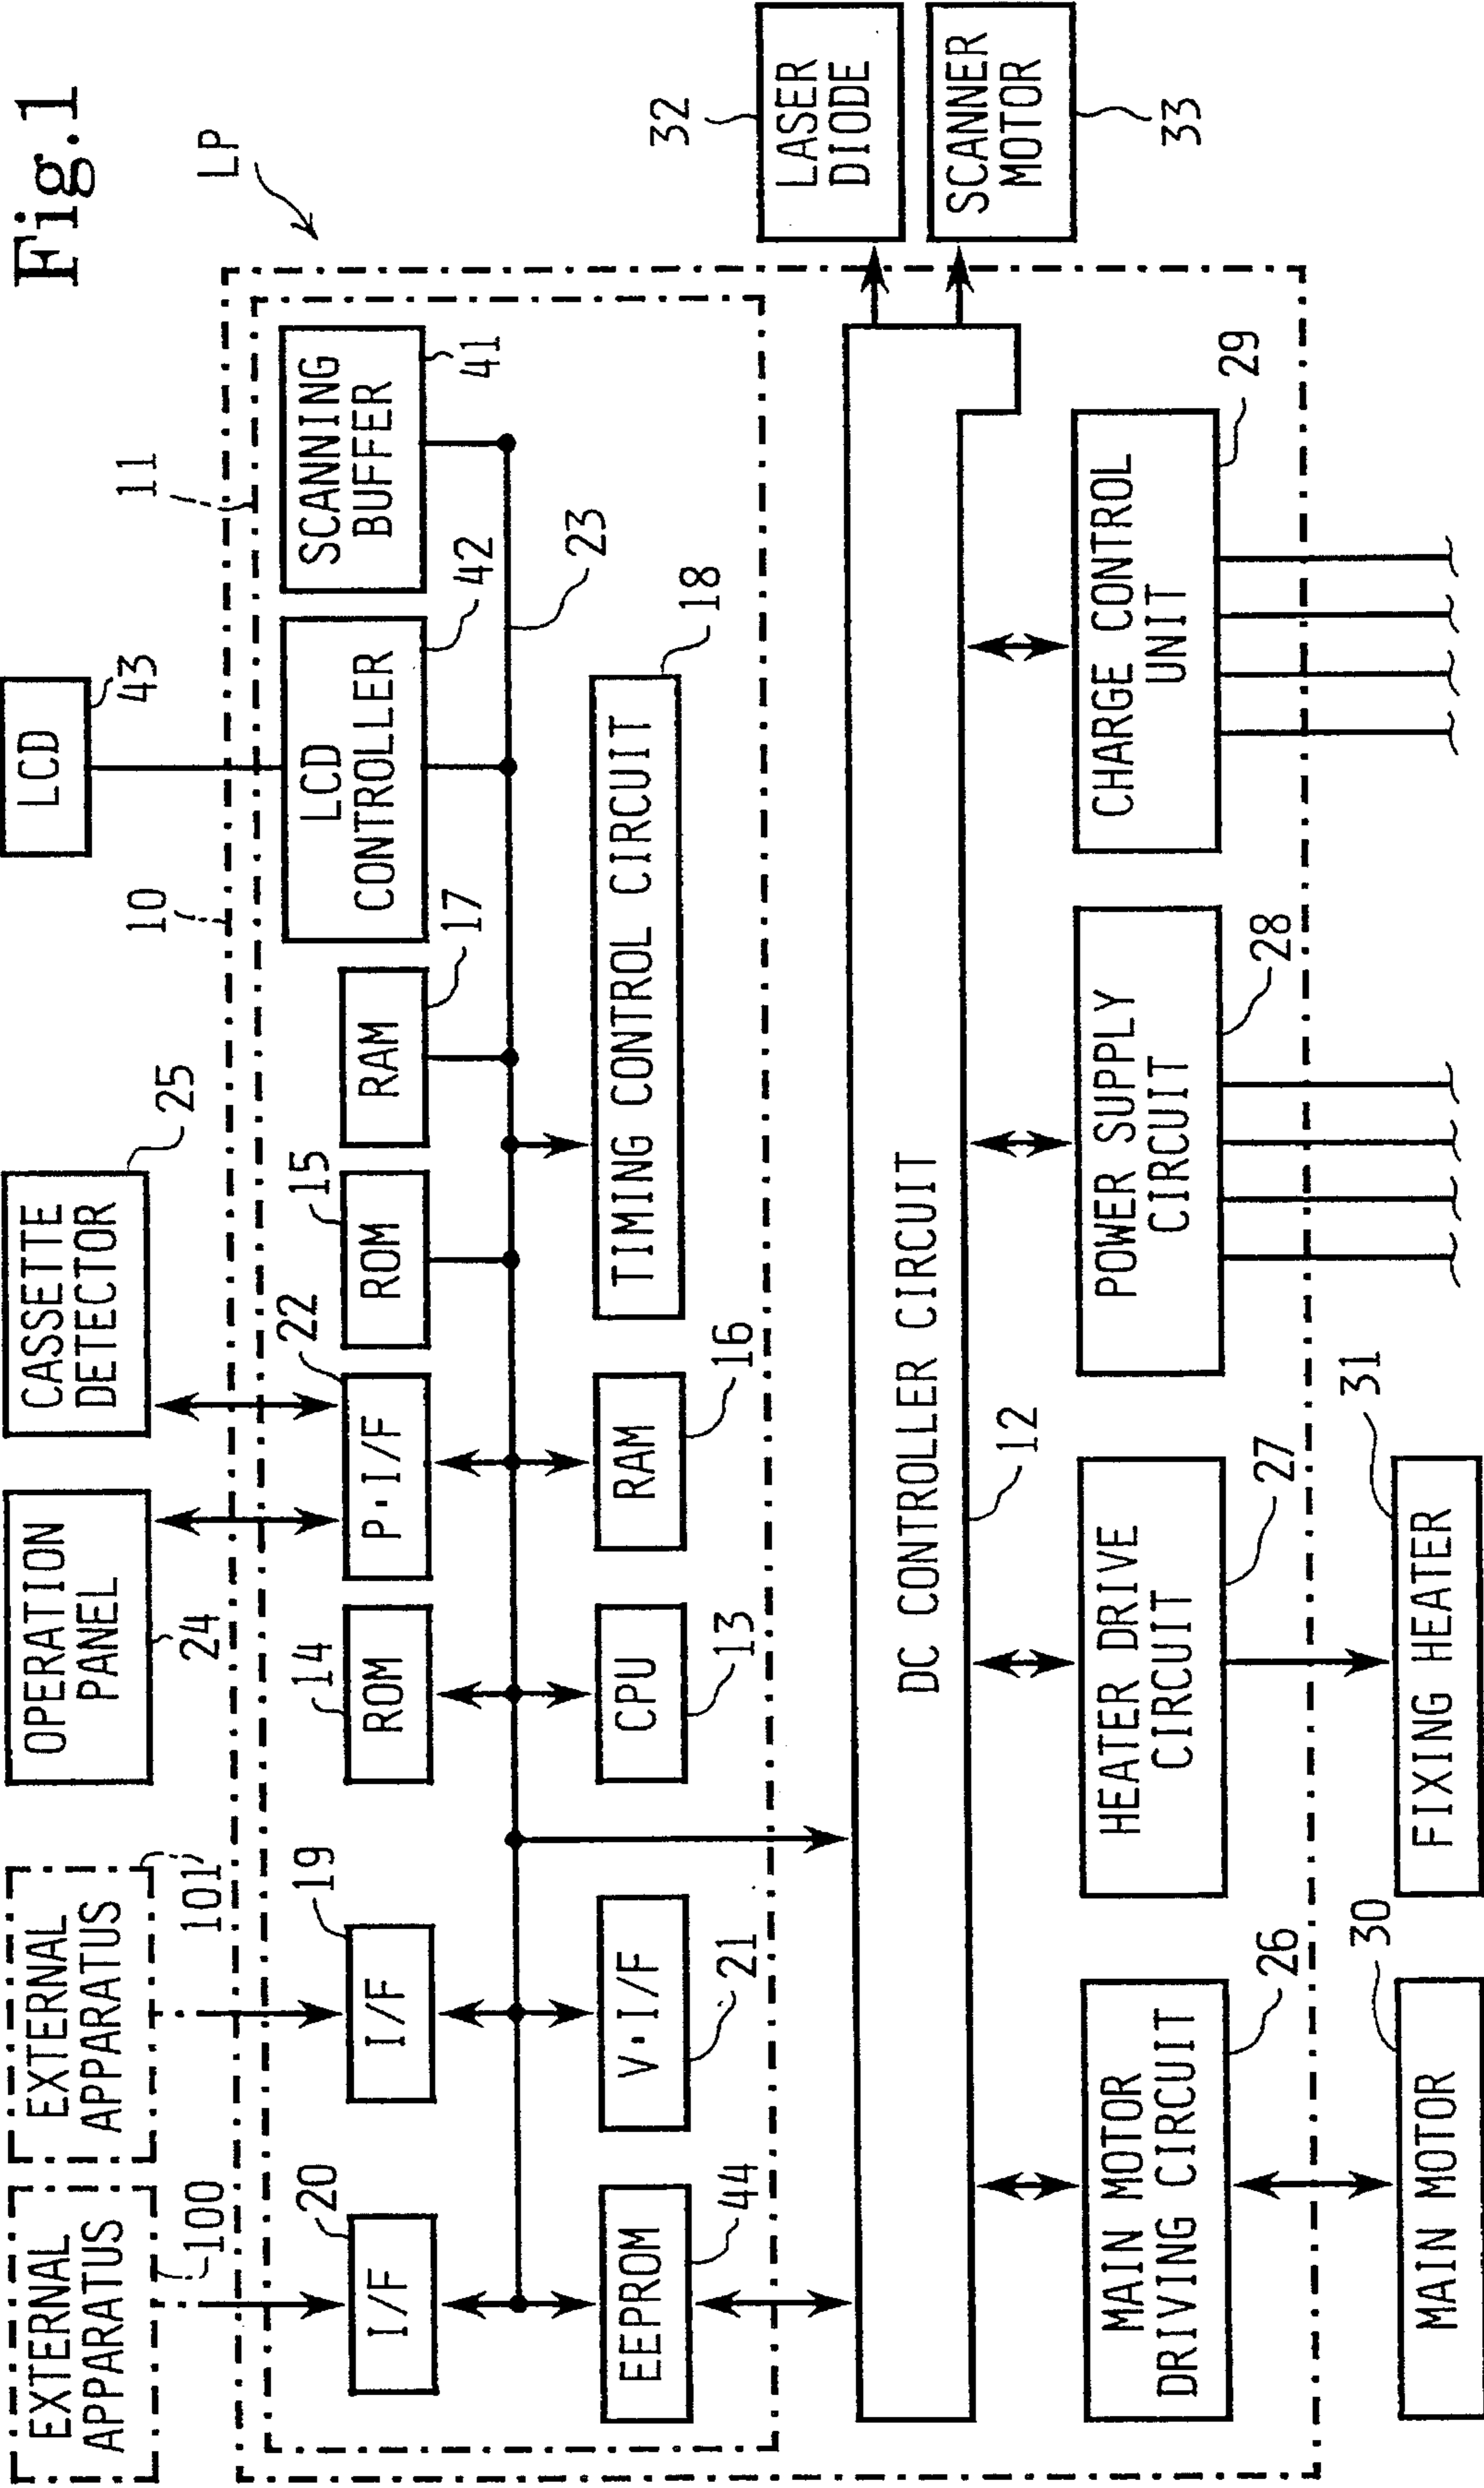 Fig.1
LP
EXTERNAL
APPARATUS
100
EXTERNAL
APPARATUS
101
OPERATION
PANEL
24
CASSETTE
DETECTOR
25
LCD
43
10
11
I/F
20
I/F
19
ROM
14
P·I/F
22
ROM
15
RAM
17
LCD
CONTROLLER
42
SCANNING
BUFFER
41
23
EEPROM
44
V·I/F
21
CPU
13
RAM
16
TIMING CONTROL CIRCUIT
18
DC CONTROLLER CIRCUIT
12
LASER
DIODE
32
SCANNER
MOTOR
33
MAIN MOTOR
DRIVING CIRCUIT
26
HEATER DRIVE
CIRCUIT
27
POWER SUPPLY
CIRCUIT
28
CHARGE CONTROL
UNIT
29
MAIN MOTOR
30
FIXING HEATER
31